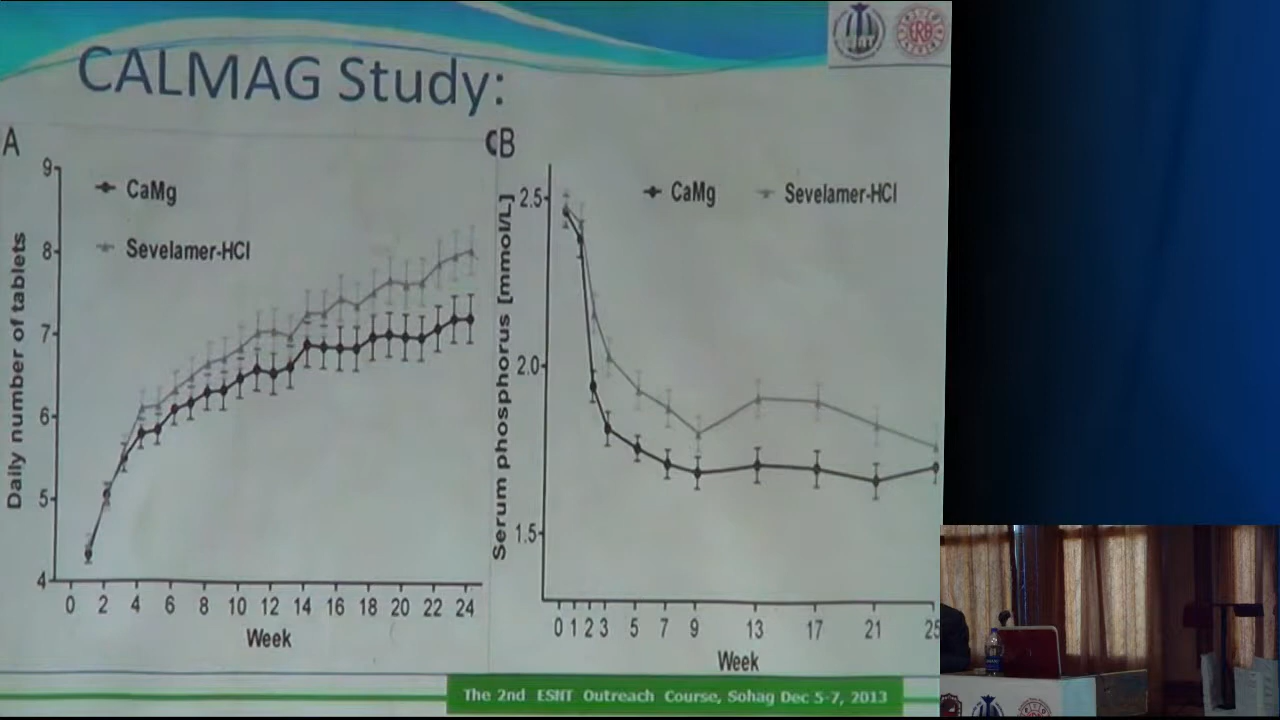 CALMAG Study:
A
Daily number of tablets
9
8
7
6
5
4
CaMg
Sevelamer-HCl
0 2 4 6 8 10 12 14 16 18 20 22 24
Week
B
Serum phosphorus [mmol/L]
2.5
2.0
1.5
CaMg
Sevelamer-HCl
0 1 2 3 5 7 9 13 17 21 25
Week
The 2nd ESNT Outreach Course, Sohag Dec 5-7, 2013